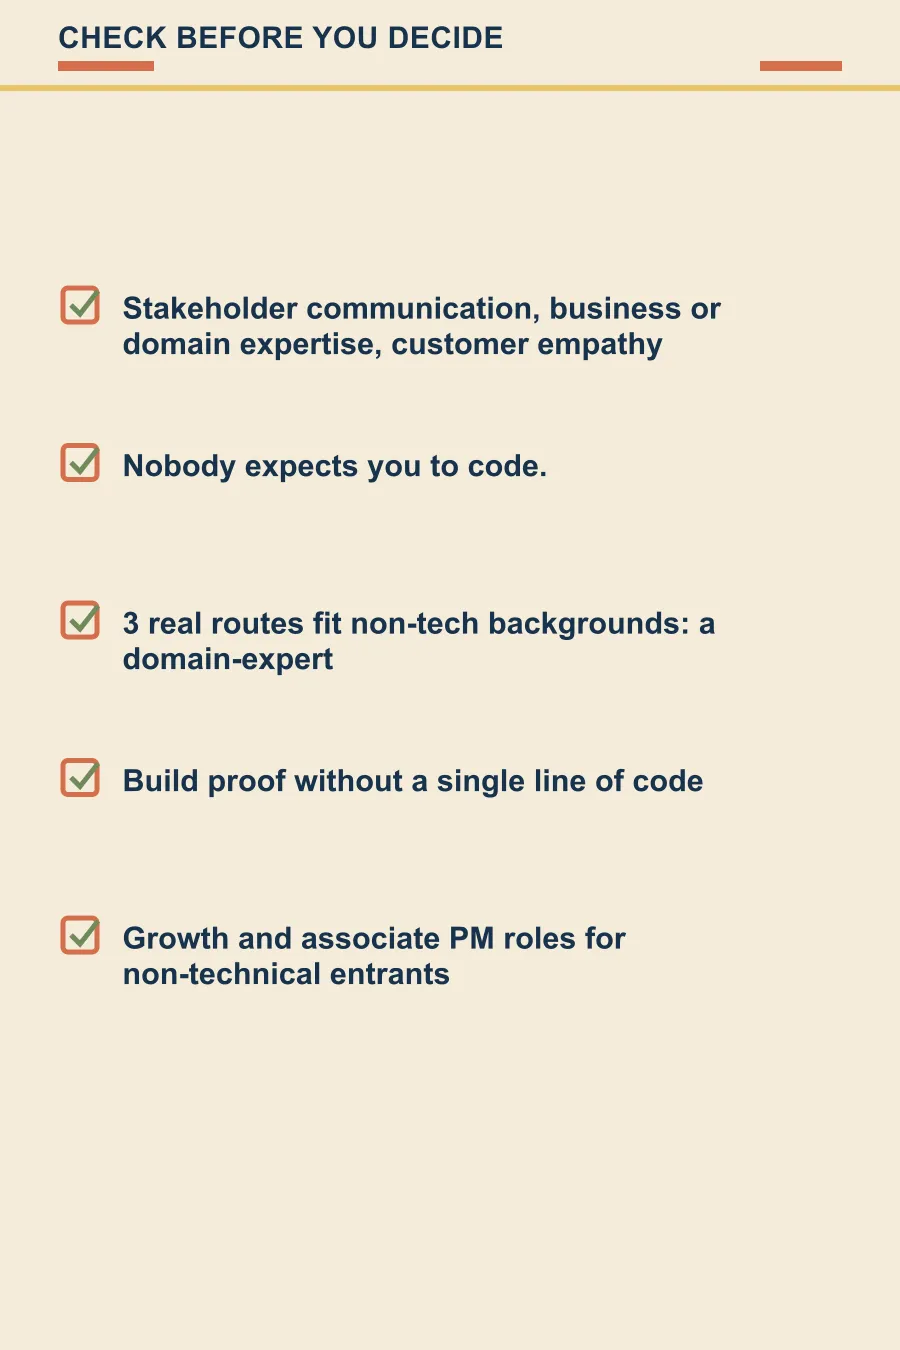 CHECK BEFORE YOU DECIDE
Stakeholder communication, business or
domain expertise, customer empathy
Nobody expects you to code.
3 real routes fit non-tech backgrounds: a
domain-expert
Build proof without a single line of code
Growth and associate PM roles for
non-technical entrants